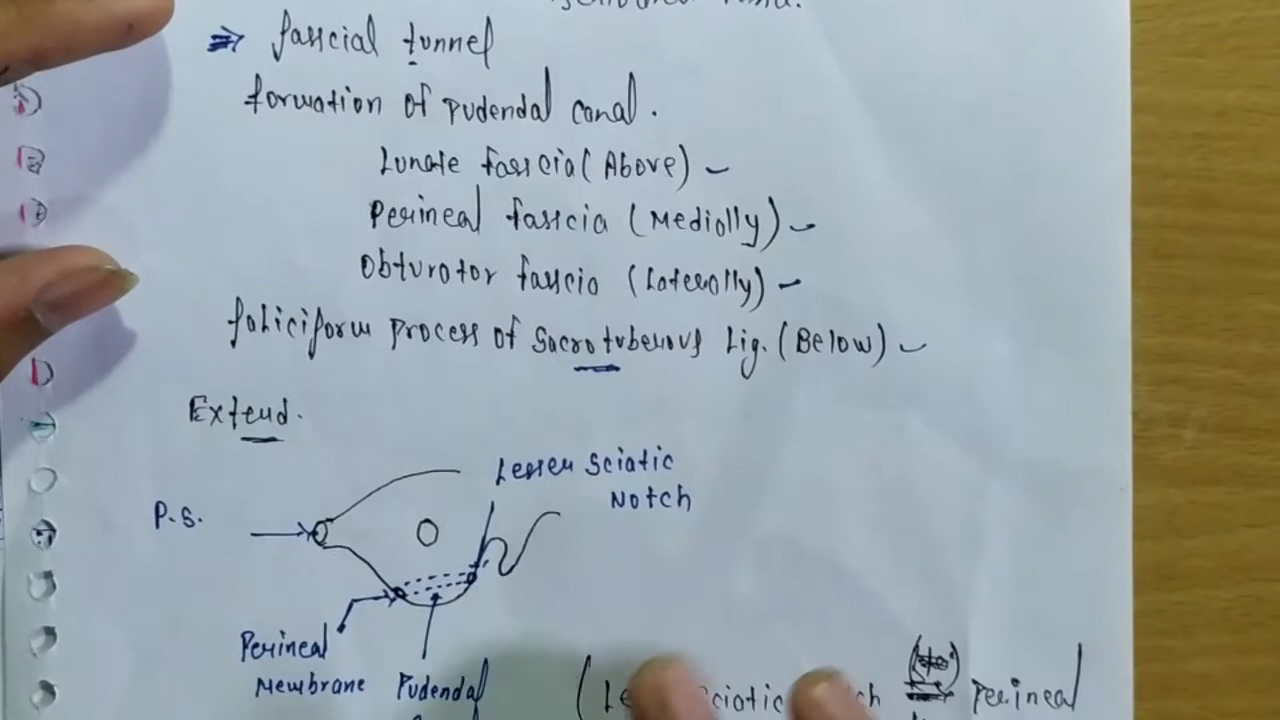 ⇒ fascial tunnel
formation of pudendal canal.
Lunate fascia (Above) –
Perineal fascia (Medially) –
Obturator fascia (Laterally) –
faliciform process of Sacrotuberous Lig. (Below) –
Extend.
Lesser Sciatic
Notch
P.S.
Perineal
Membrane
Pudendal
perineal